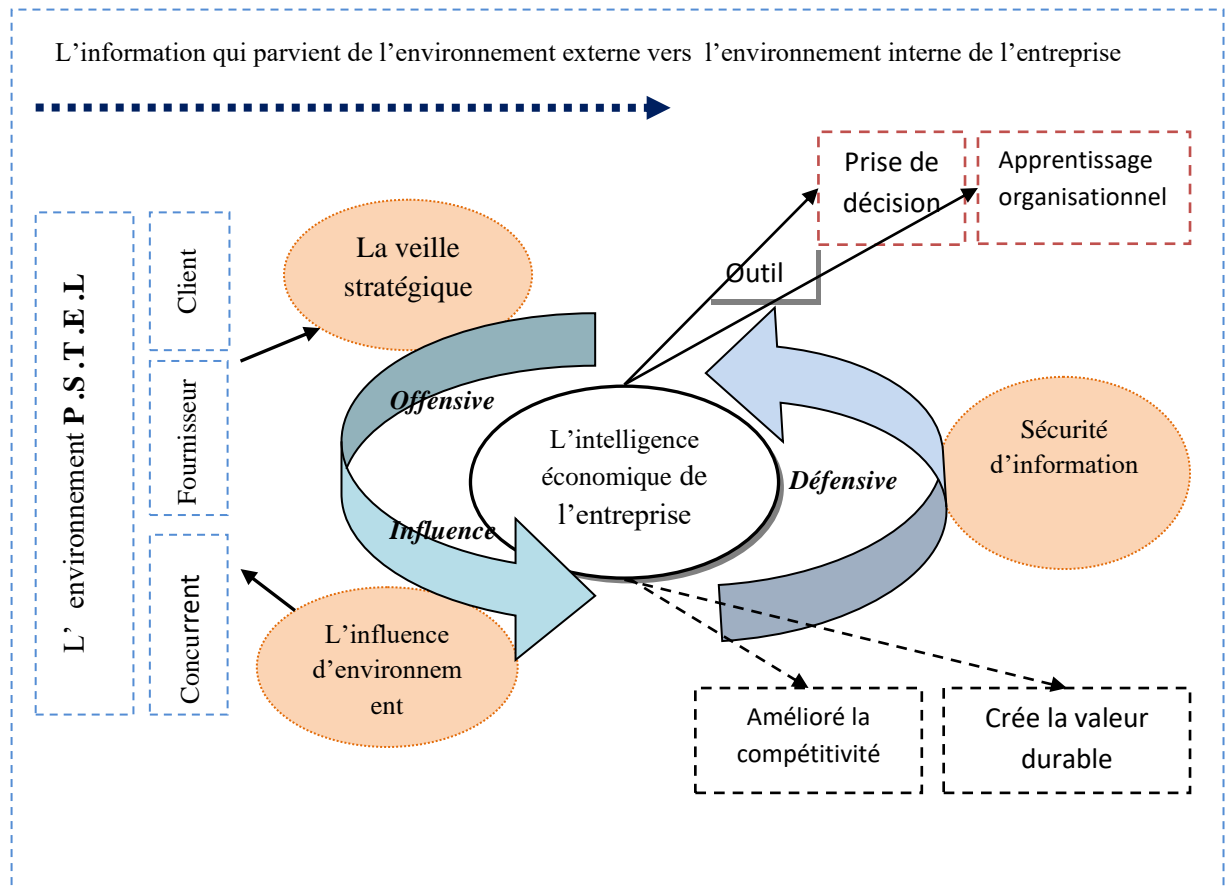 L’information qui parvient de l’environnement externe vers l’environnement interne de l’entreprise
Prise de
décision
Apprentissage
organisationnel
L’ environnement P.S.T.E.L
Client
Fournisseur
Concurrent
La veille
stratégique
Outil
Offensive
Influence
L’intelligence
économique de
l’entreprise
Défensive
Sécurité
d’information
L’influence
d’environnem
ent
Amélioré la
compétitivité
Crée la valeur
durable